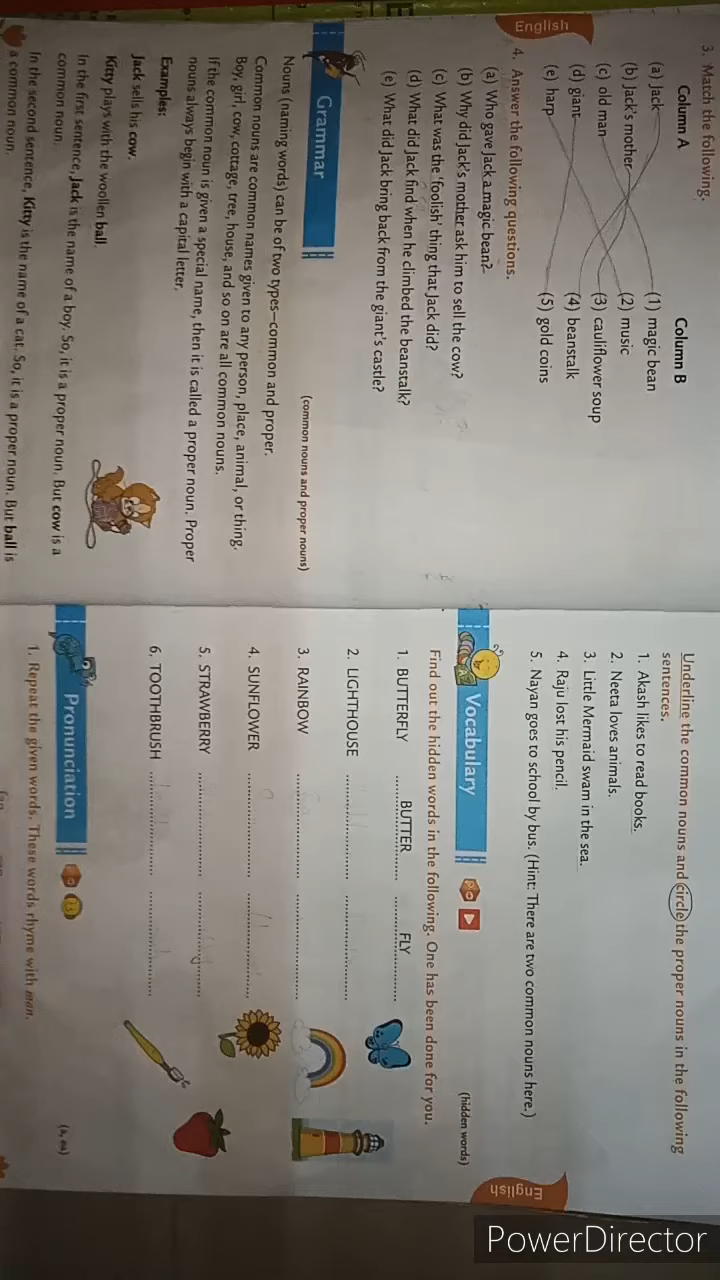 English
3. Match the following.
Column A Column B
(a) Jack (1) magic bean
(b) Jack's mother (2) music
(c) old man (3) cauliflower soup
(d) giant (4) beanstalk
(e) harp (5) gold coins
4. Answer the following questions.
(a) Who gave Jack a magic bean?
(b) Why did Jack's mother ask him to sell the cow?
(c) What was the 'foolish' thing that Jack did?
(d) What did Jack find when he climbed the beanstalk?
(e) What did Jack bring back from the giant's castle?
Grammar
(common nouns and proper nouns)
Nouns (naming words) can be of two types—common and proper.
Common nouns are common names given to any person, place, animal, or thing.
Boy, girl, cow, cottage, tree, house, and so on are all common nouns.
If the common noun is given a special name, then it is called a proper noun. Proper
nouns always begin with a capital letter.
Examples:
Jack sells his cow.
Kitty plays with the woollen ball.
In the first sentence, Jack is the name of a boy. So, it is a proper noun. But cow is a
common noun.
In the second sentence, Kitty is the name of a cat. So, it is a proper noun. But ball is
a common noun.
Underline the common nouns and circle the proper nouns in the following
sentences.
1. Akash likes to read books.
2. Neeta loves animals.
3. Little Mermaid swam in the sea.
4. Raju lost his pencil.
5. Nayan goes to school by bus. (Hint: There are two common nouns here.)
English
Vocabulary
(hidden words)
Find out the hidden words in the following. One has been done for you.
1. BUTTERFLY BUTTER FLY
2. LIGHTHOUSE
3. RAINBOW
4. SUNFLOWER
5. STRAWBERRY
6. TOOTHBRUSH
Pronunciation
(a, ea)
1. Repeat the given words. These words rhyme with man.
PowerDirector